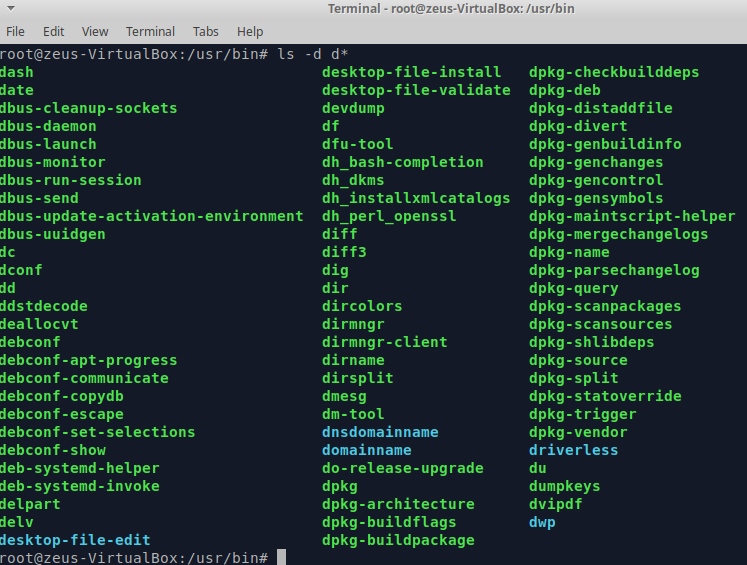 Terminal - root@zeus-VirtualBox: /usr/bin
File Edit View Terminal Tabs Help
root@zeus-VirtualBox:/usr/bin# ls -d d*
dash desktop-file-install dpkg-checkbuilddeps
date desktop-file-validate dpkg-deb
dbus-cleanup-sockets devdump dpkg-distaddfile
dbus-daemon df dpkg-divert
dbus-launch dfu-tool dpkg-genbuildinfo
dbus-monitor dh_bash-completion dpkg-genchanges
dbus-run-session dh_dkms dpkg-gencontrol
dbus-send dh_installxmlcatalogs dpkg-gensymbols
dbus-update-activation-environment dh_perl_openssl dpkg-maintscript-helper
dbus-uuidgen diff dpkg-mergechangelogs
dc diff3 dpkg-name
dconf dig dpkg-parsechangelog
dd dir dpkg-query
ddstdecode dircolors dpkg-scanpackages
deallocvt dirmngr dpkg-scansources
debconf dirmngr-client dpkg-shlibdeps
debconf-apt-progress dirname dpkg-source
debconf-communicate dirsplit dpkg-split
debconf-copydb dmesg dpkg-statoverride
debconf-escape dm-tool dpkg-trigger
debconf-set-selections dnsdomainname dpkg-vendor
debconf-show domainname driverless
deb-systemd-helper do-release-upgrade du
deb-systemd-invoke dpkg dumpkeys
delpart dpkg-architecture dvipdf
delv dpkg-buildflags dwp
desktop-file-edit dpkg-buildpackage
root@zeus-VirtualBox:/usr/bin#